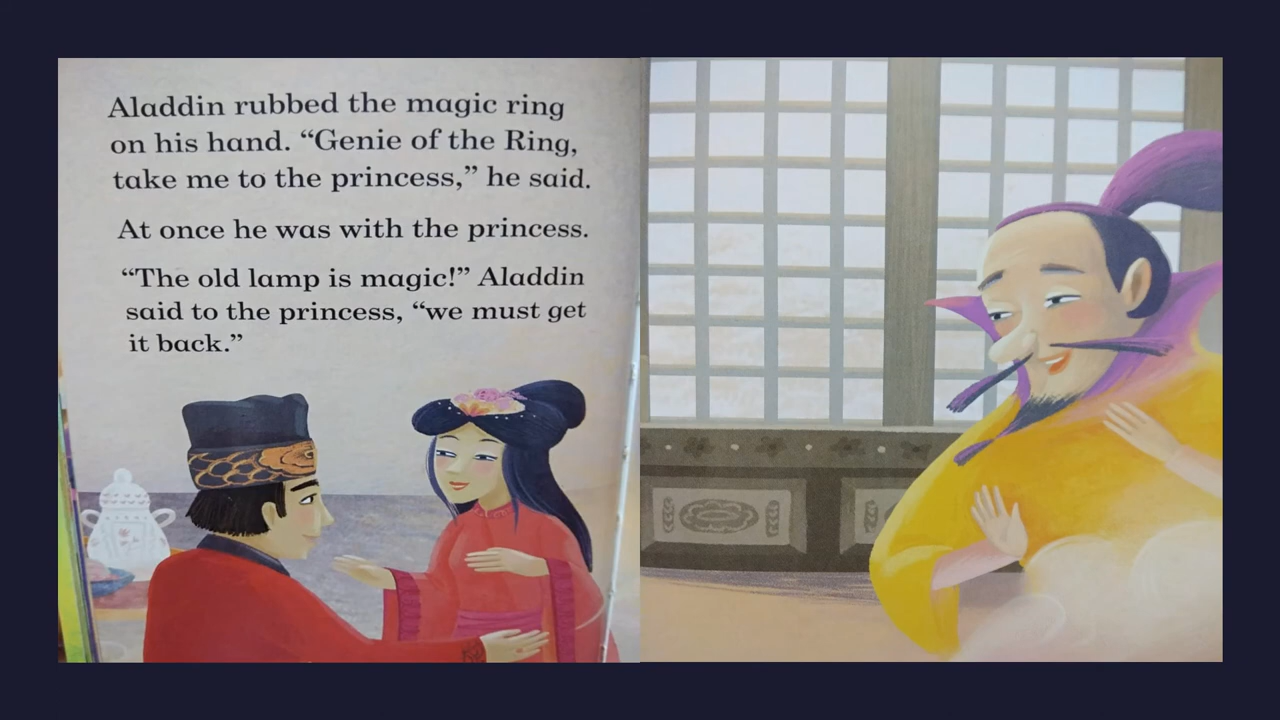 Aladdin rubbed the magic ring
on his hand. “Genie of the Ring,
take me to the princess,” he said.
At once he was with the princess.
“The old lamp is magic!” Aladdin
said to the princess, “we must get
it back.”